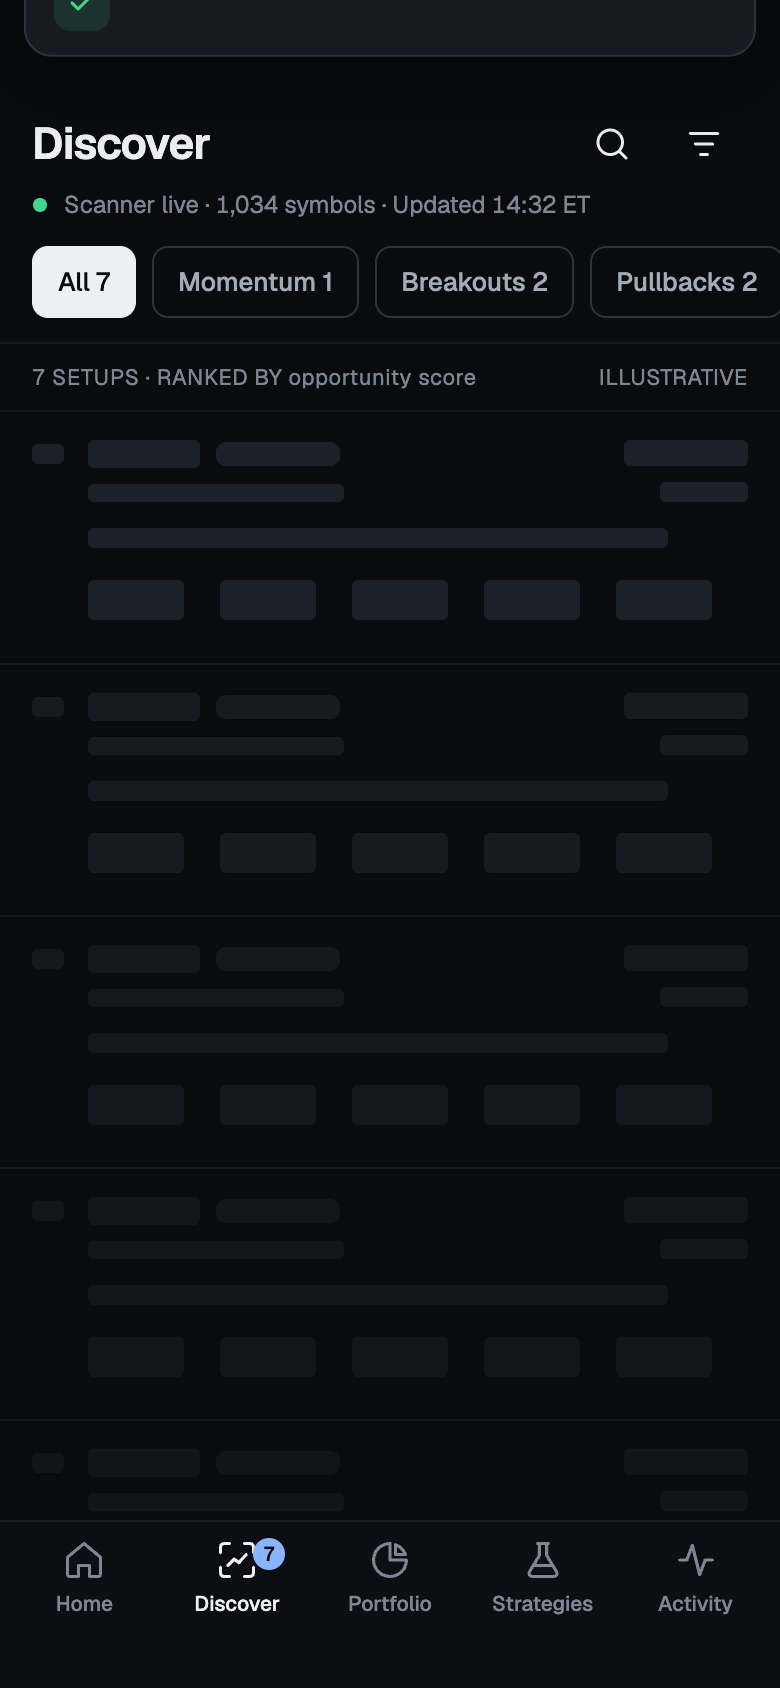 Discover
Scanner live · 1,034 symbols · Updated 14:32 ET
All 7 Momentum 1 Breakouts 2 Pullbacks 2
7 SETUPS · RANKED BY opportunity score ILLUSTRATIVE
7
Home Discover Portfolio Strategies Activity